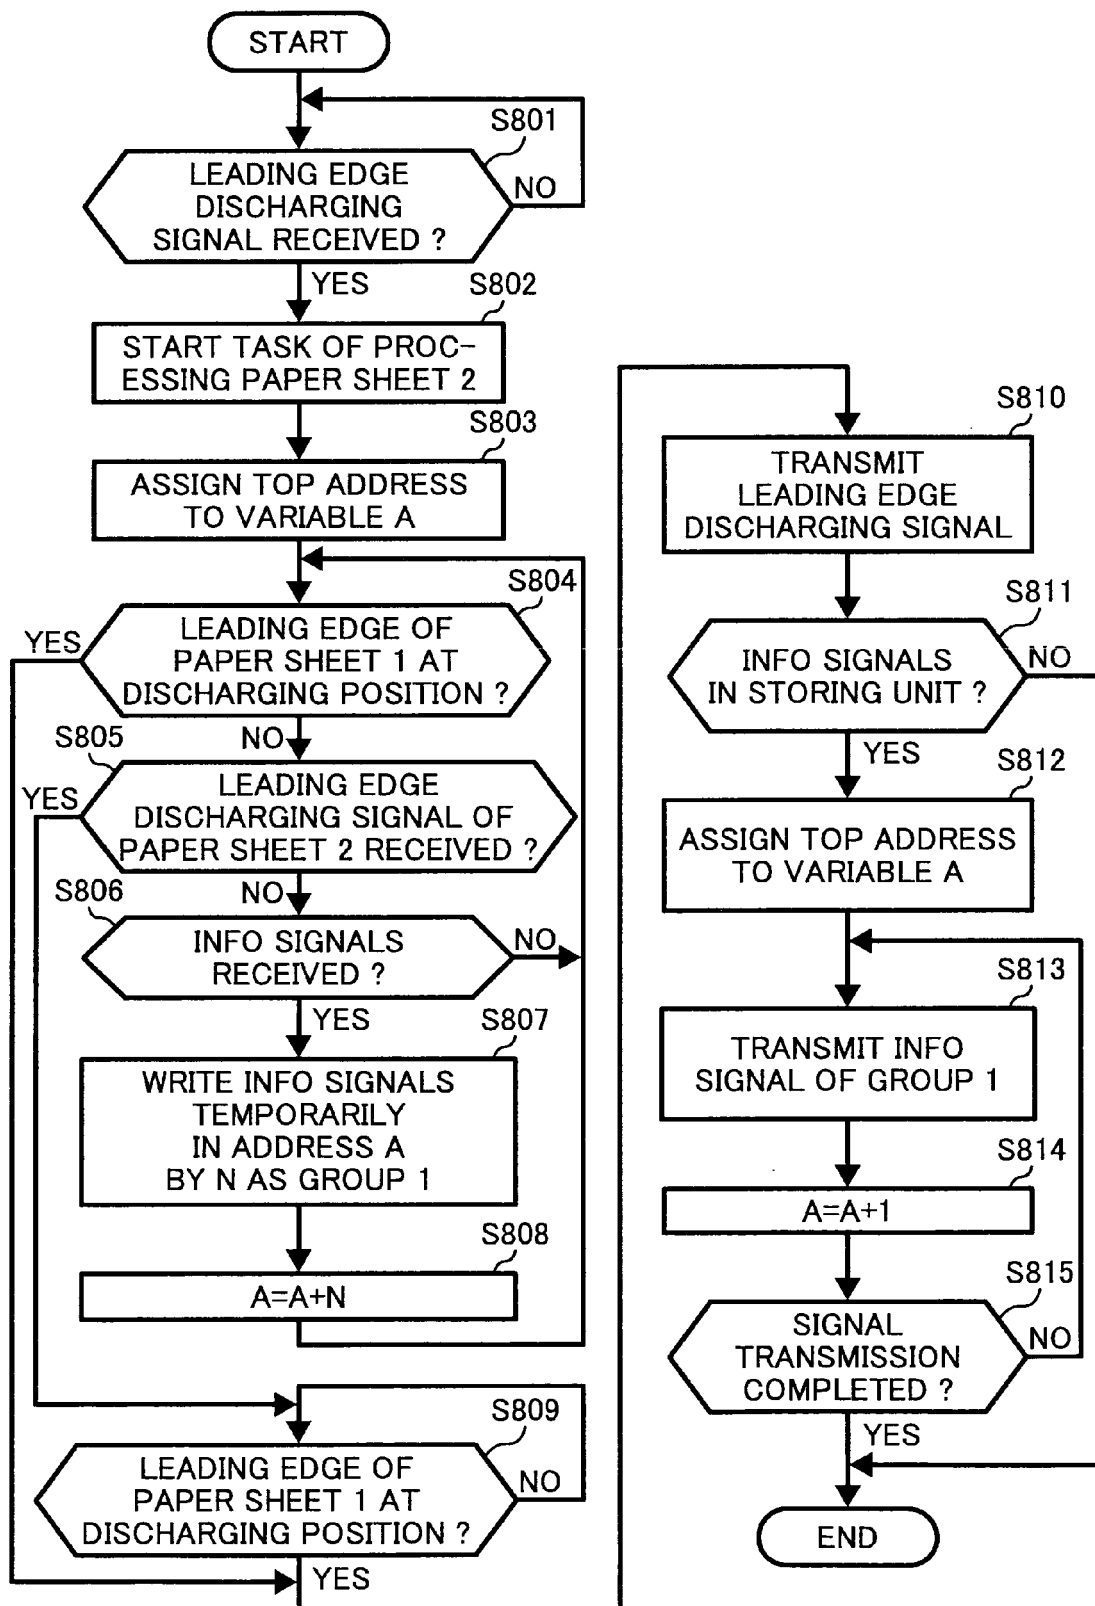 START
S801
LEADING EDGE
DISCHARGING
SIGNAL RECEIVED ?
NO
YES
S802
START TASK OF PROC-
ESSING PAPER SHEET 2
S803
ASSIGN TOP ADDRESS
TO VARIABLE A
S804
YES
LEADING EDGE OF
PAPER SHEET 1 AT
DISCHARGING POSITION ?
NO
S805
YES
LEADING EDGE
DISCHARGING SIGNAL OF
PAPER SHEET 2 RECEIVED ?
NO
S806
INFO SIGNALS
RECEIVED ?
NO
YES
S807
WRITE INFO SIGNALS
TEMPORARILY
IN ADDRESS A
BY N AS GROUP 1
S808
A=A+N
S809
LEADING EDGE OF
PAPER SHEET 1 AT
DISCHARGING POSITION ?
NO
YES
S810
TRANSMIT
LEADING EDGE
DISCHARGING SIGNAL
S811
INFO SIGNALS
IN STORING UNIT ?
NO
YES
S812
ASSIGN TOP ADDRESS
TO VARIABLE A
S813
TRANSMIT INFO
SIGNAL OF GROUP 1
S814
A=A+1
S815
SIGNAL
TRANSMISSION
COMPLETED ?
NO
YES
END